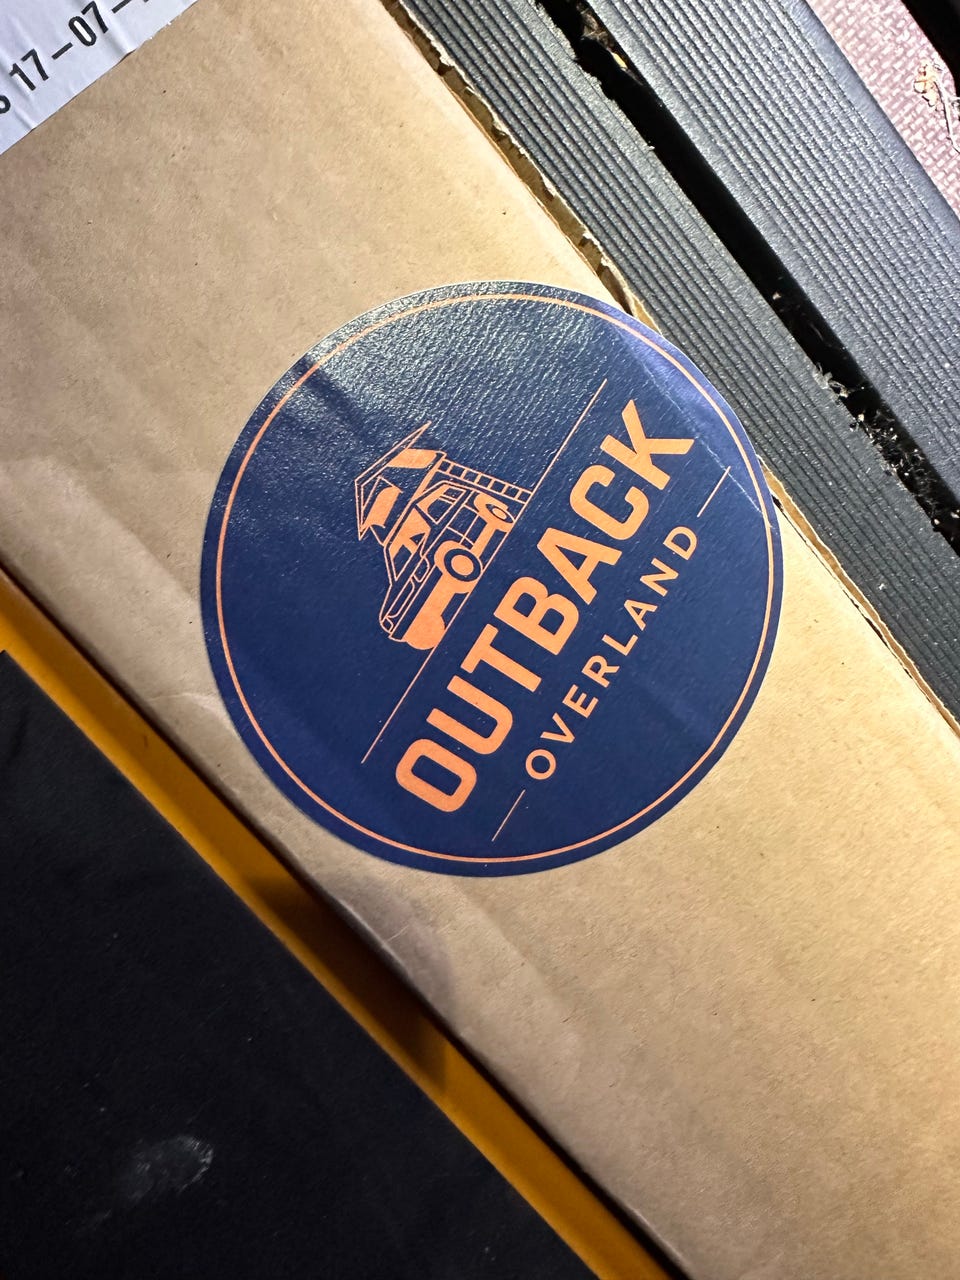 17-07-
OUTBACK
OVERLAND